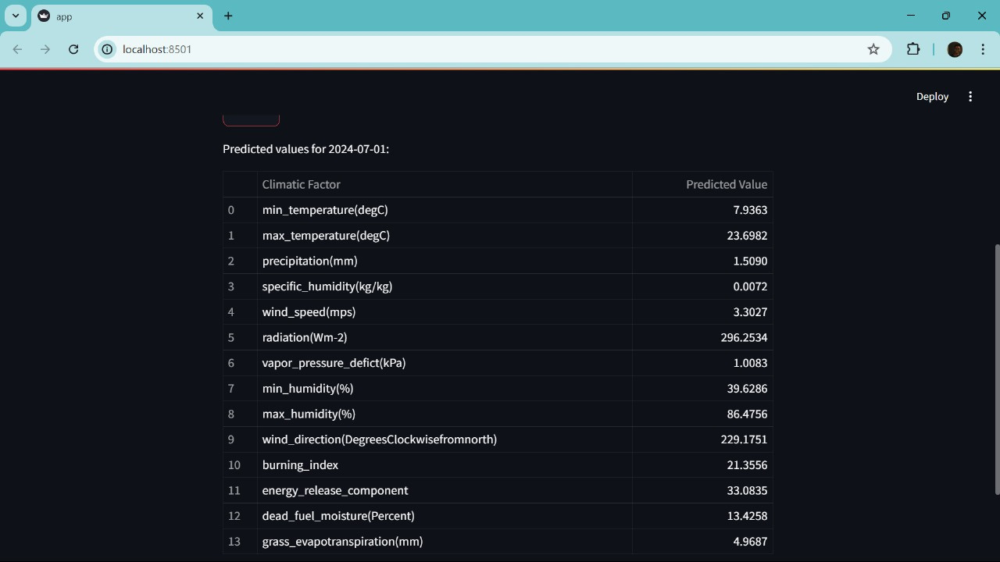 app
localhost:8501
Deploy
Predicted values for 2024-07-01:
Climatic Factor Predicted Value
0 min_temperature(degC) 7.9363
1 max_temperature(degC) 23.6982
2 precipitation(mm) 1.5090
3 specific_humidity(kg/kg) 0.0072
4 wind_speed(mps) 3.3027
5 radiation(Wm-2) 296.2534
6 vapor_pressure_defict(kPa) 1.0083
7 min_humidity(%) 39.6286
8 max_humidity(%) 86.4756
9 wind_direction(DegreesClockwisefromnorth) 229.1751
10 burning_index 21.3556
11 energy_release_component 33.0835
12 dead_fuel_moisture(Percent) 13.4258
13 grass_evapotranspiration(mm) 4.9687